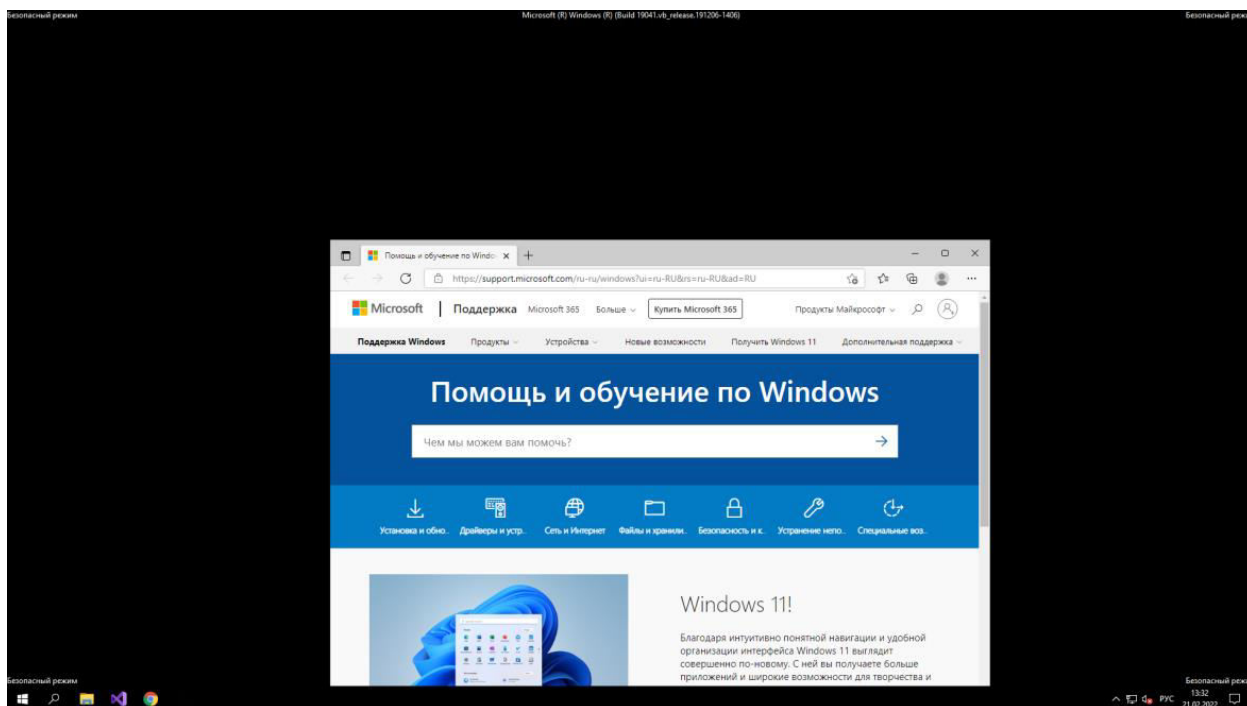 Безопасный режим
Microsoft (R) Windows (R) (Build 19041.vb_release.191206-1406)
Безопасный режи
Помощь и обучение по Windo
https://support.microsoft.com/ru-ru/windows?ui=ru-RU&rs=ru-RU&ad=RU
Microsoft | Поддержка Microsoft 365 Больше Купить Microsoft 365 Продукты Майкрософт
Поддержка Windows Продукты Устройства Новые возможности Получить Windows 11 Дополнительная поддержка
Помощь и обучение по Windows
Чем мы можем вам помочь?
Установка и обно... Драйверы и устр... Сеть и Интернет Файлы и хранили... Безопасность и к... Устранение непо... Специальные воз...
Windows 11!
Благодаря интуитивно понятной навигации и удобной
организации интерфейса Windows 11 выглядит
совершенно по-новому. С ней вы получаете больше
приложений и широкие возможности для творчества и
Безопасный режим
Безопасный режи
РУС
13:32
21.02.2022